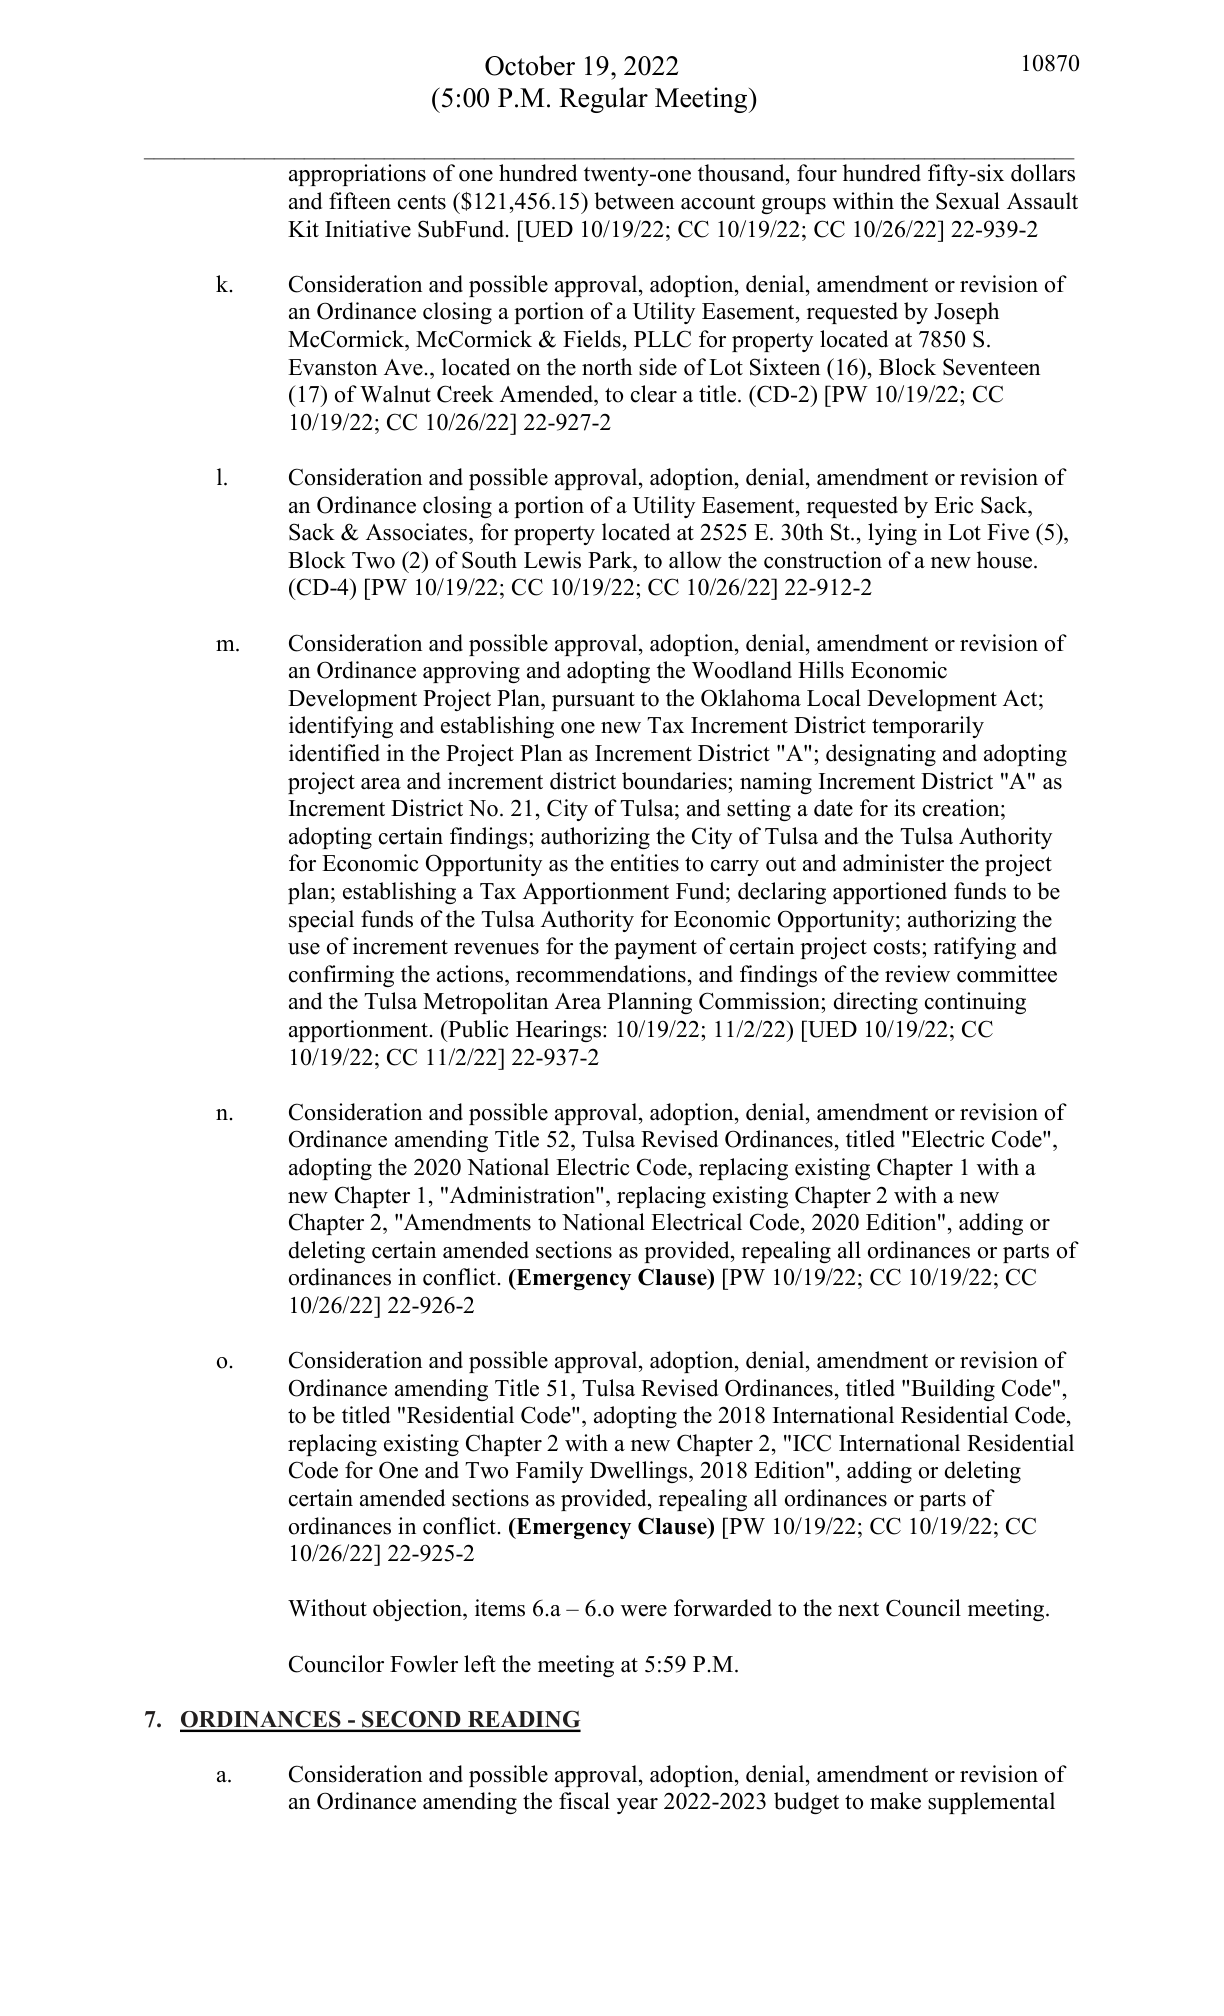 October 19, 2022
10870
(5:00 P.M. Regular Meeting)
appropriations of one hundred twenty-one thousand, four hundred fifty-six dollars
and fifteen cents ($121,456.15) between account groups within the Sexual Assault
Kit Initiative SubFund. [UED 10/19/22; CC 10/19/22; CC 10/26/22] 22-939-2
k. Consideration and possible approval, adoption, denial, amendment or revision of
an Ordinance closing a portion of a Utility Easement, requested by Joseph
McCormick, McCormick & Fields, PLLC for property located at 7850 S.
Evanston Ave., located on the north side of Lot Sixteen (16), Block Seventeen
(17) of Walnut Creek Amended, to clear a title. (CD-2) [PW 10/19/22; CC
10/19/22; CC 10/26/22] 22-927-2
l. Consideration and possible approval, adoption, denial, amendment or revision of
an Ordinance closing a portion of a Utility Easement, requested by Eric Sack,
Sack & Associates, for property located at 2525 E. 30th St., lying in Lot Five (5),
Block Two (2) of South Lewis Park, to allow the construction of a new house.
(CD-4) [PW 10/19/22; CC 10/19/22; CC 10/26/22] 22-912-2
m. Consideration and possible approval, adoption, denial, amendment or revision of
an Ordinance approving and adopting the Woodland Hills Economic
Development Project Plan, pursuant to the Oklahoma Local Development Act;
identifying and establishing one new Tax Increment District temporarily
identified in the Project Plan as Increment District "A"; designating and adopting
project area and increment district boundaries; naming Increment District "A" as
Increment District No. 21, City of Tulsa; and setting a date for its creation;
adopting certain findings; authorizing the City of Tulsa and the Tulsa Authority
for Economic Opportunity as the entities to carry out and administer the project
plan; establishing a Tax Apportionment Fund; declaring apportioned funds to be
special funds of the Tulsa Authority for Economic Opportunity; authorizing the
use of increment revenues for the payment of certain project costs; ratifying and
confirming the actions, recommendations, and findings of the review committee
and the Tulsa Metropolitan Area Planning Commission; directing continuing
apportionment. (Public Hearings: 10/19/22; 11/2/22) [UED 10/19/22; CC
10/19/22; CC 11/2/22] 22-937-2
n. Consideration and possible approval, adoption, denial, amendment or revision of
Ordinance amending Title 52, Tulsa Revised Ordinances, titled "Electric Code",
adopting the 2020 National Electric Code, replacing existing Chapter 1 with a
new Chapter 1, "Administration", replacing existing Chapter 2 with a new
Chapter 2, "Amendments to National Electrical Code, 2020 Edition", adding or
deleting certain amended sections as provided, repealing all ordinances or parts of
ordinances in conflict. (Emergency Clause) [PW 10/19/22; CC 10/19/22; CC
10/26/22] 22-926-2
o. Consideration and possible approval, adoption, denial, amendment or revision of
Ordinance amending Title 51, Tulsa Revised Ordinances, titled "Building Code",
to be titled "Residential Code", adopting the 2018 International Residential Code,
replacing existing Chapter 2 with a new Chapter 2, "ICC International Residential
Code for One and Two Family Dwellings, 2018 Edition", adding or deleting
certain amended sections as provided, repealing all ordinances or parts of
ordinances in conflict. (Emergency Clause) [PW 10/19/22; CC 10/19/22; CC
10/26/22] 22-925-2
Without objection, items 6.a – 6.o were forwarded to the next Council meeting.
Councilor Fowler left the meeting at 5:59 P.M.
7. ORDINANCES - SECOND READING
a. Consideration and possible approval, adoption, denial, amendment or revision of
an Ordinance amending the fiscal year 2022-2023 budget to make supplemental